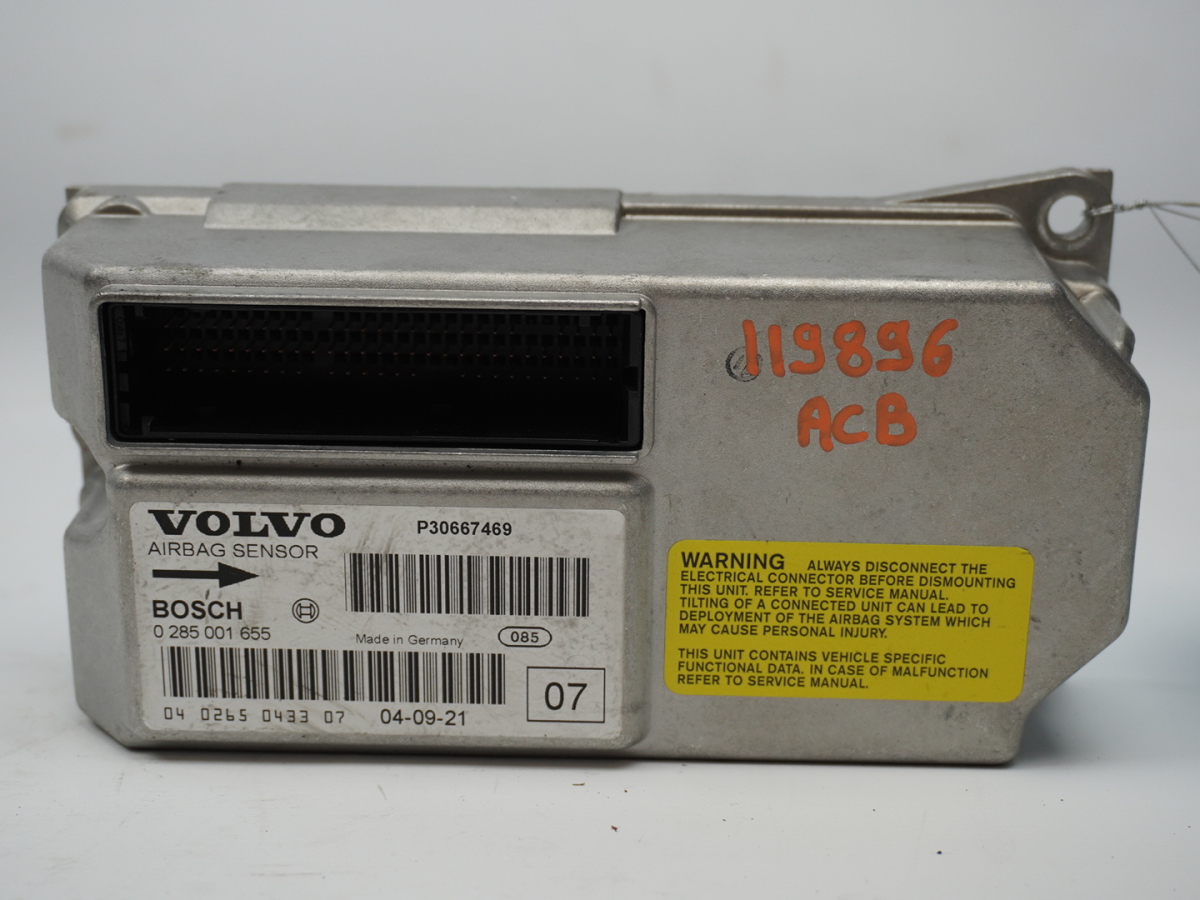 119896
ACB
VOLVO P30667469
AIRBAG SENSOR
BOSCH
0 285 001 655
Made in Germany 085
04 0265 0433 07 04-09-21
07
WARNING ALWAYS DISCONNECT THE
ELECTRICAL CONNECTOR BEFORE DISMOUNTING
THIS UNIT. REFER TO SERVICE MANUAL.
TILTING OF A CONNECTED UNIT CAN LEAD TO
DEPLOYMENT OF THE AIRBAG SYSTEM WHICH
MAY CAUSE PERSONAL INJURY.
THIS UNIT CONTAINS VEHICLE SPECIFIC
FUNCTIONAL DATA. IN CASE OF MALFUNCTION
REFER TO SERVICE MANUAL.